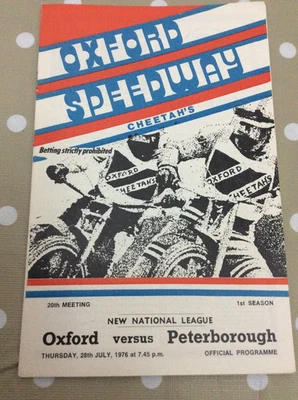 OXFORD
SPEEDWAY
CHEETAH'S
Betting strictly prohibited
OXFORD
CHEETAHS
OXFORD
CHEETAHS
20th MEETING 1st SEASON
NEW NATIONAL LEAGUE
Oxford versus Peterborough
THURSDAY, 28th JULY, 1976 at 7.45 p.m. OFFICIAL PROGRAMME